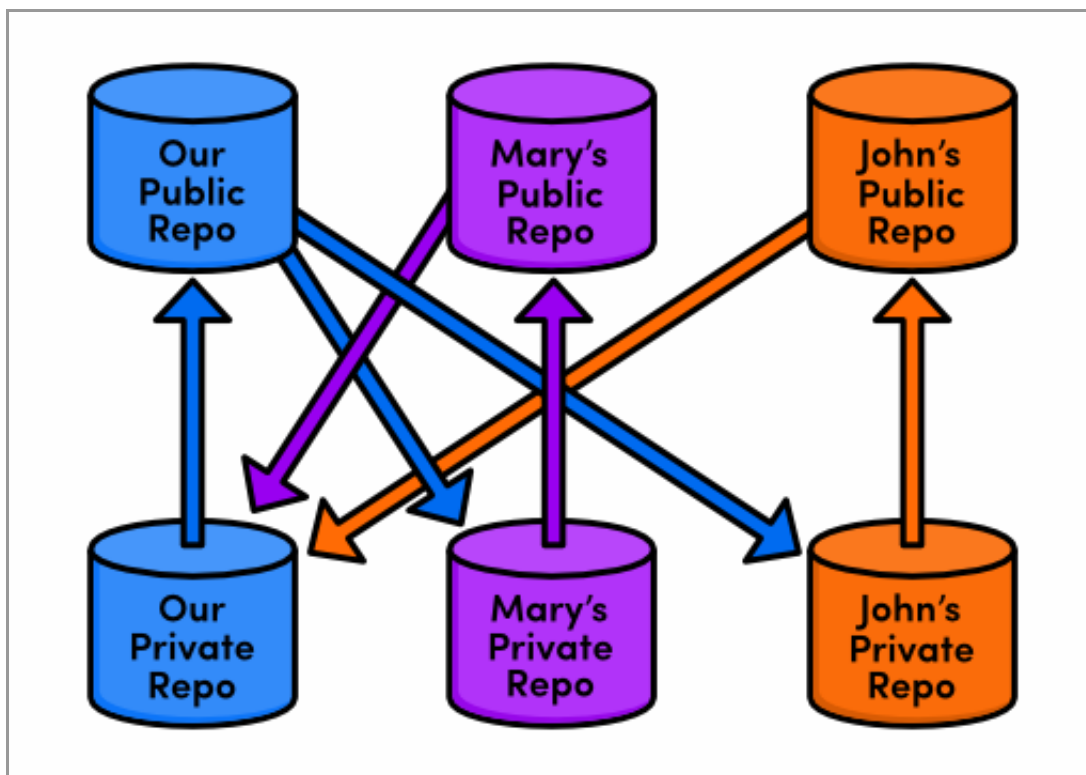 Our
Public
Repo
Mary's
Public
Repo
John's
Public
Repo
Our
Private
Repo
Mary's
Private
Repo
John's
Private
Repo